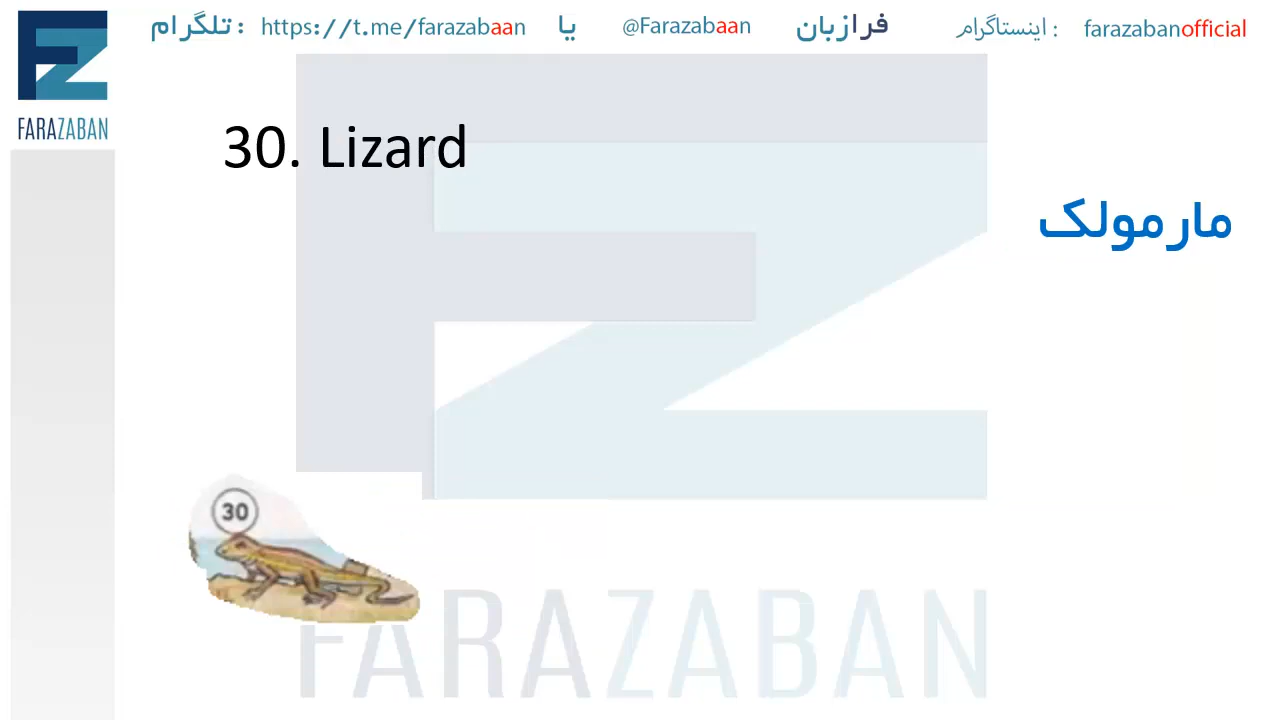 تلگرام : https://t.me/farazabaan یا @Farazabaan فرازبان اینستاگرام : farazabanofficial
FARAZABAN
30. Lizard
مارمولک
30
FARAZABAN